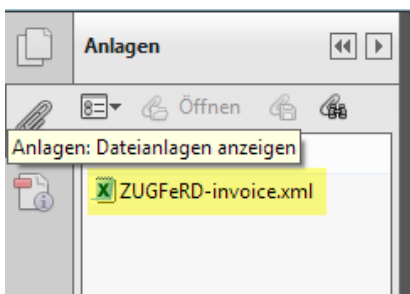 Anlagen
Öffnen
Anlagen: Dateianlagen anzeigen
ZUGFeRD-invoice.xml